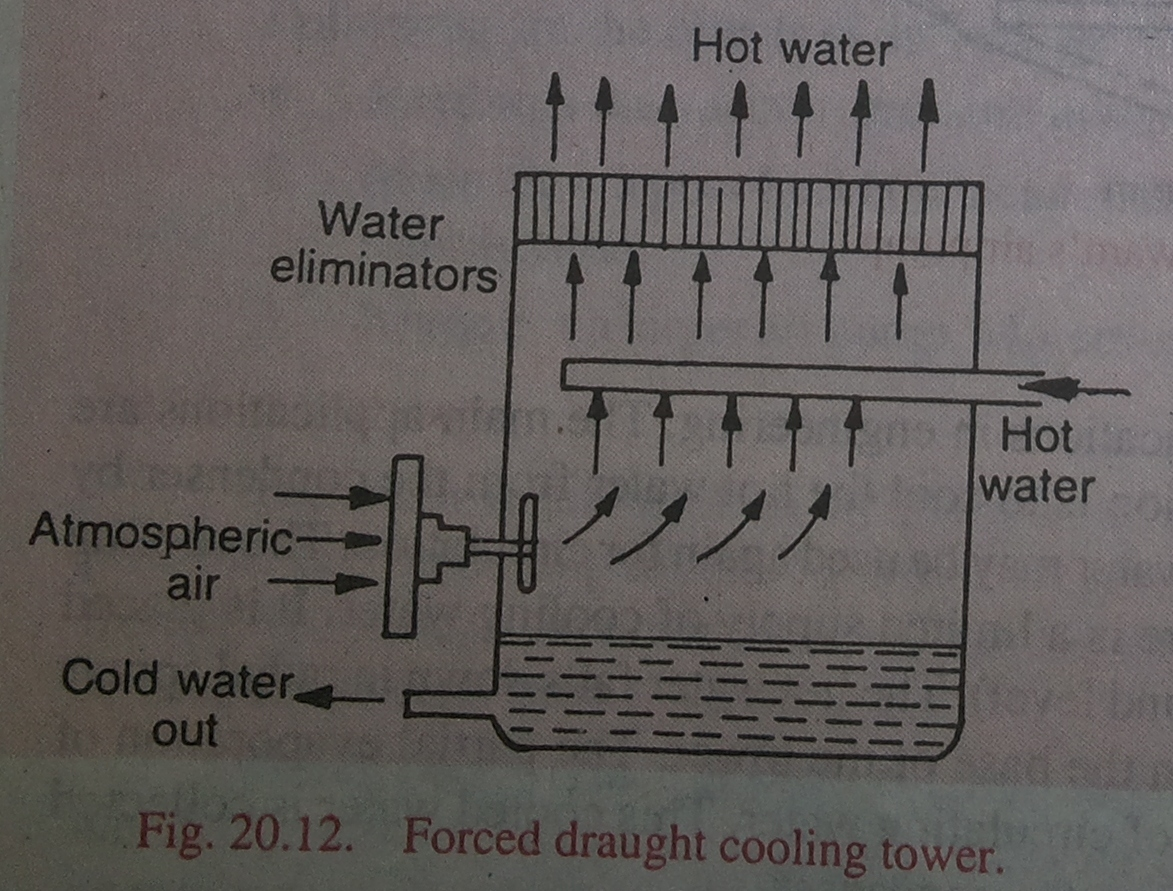 Hot water
Water
eliminators
Hot
water
Atmospheric
air
Cold water
out
Fig. 20.12. Forced draught cooling tower.